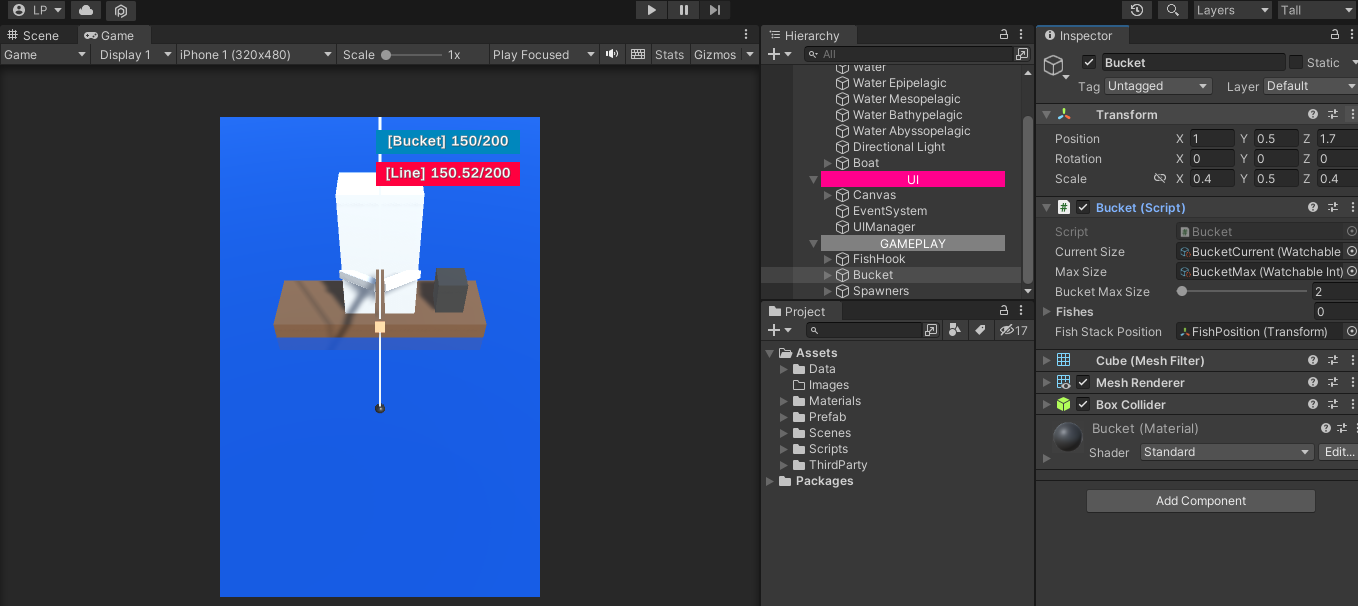 LP
Layers
Tall
Scene
Game
Hierarchy
Inspector
Game
Display 1
iPhone 1 (320x480)
Scale
1x
Play Focused
Stats
Gizmos
All
[Bucket] 150/200
[Line] 150.52/200
Water
Water Epipelagic
Water Mesopelagic
Water Bathypelagic
Water Abyssopelagic
Directional Light
Boat
UI
Canvas
EventSystem
UIManager
GAMEPLAY
FishHook
Bucket
Spawners
Project
17
Assets
Data
Images
Materials
Prefab
Scenes
Scripts
ThirdParty
Packages
Bucket
Static
Tag Untagged
Layer Default
Transform
Position X 1 Y 0.5 Z 1.7
Rotation X 0 Y 0 Z 0
Scale X 0.4 Y 0.5 Z 0.4
# Bucket (Script)
Script Bucket
Current Size BucketCurrent (Watchable
Max Size BucketMax (Watchable Int)
Bucket Max Size 2
Fishes 0
Fish Stack Position FishPosition (Transform)
Cube (Mesh Filter)
Mesh Renderer
Box Collider
Bucket (Material)
Shader Standard Edit...
Add Component